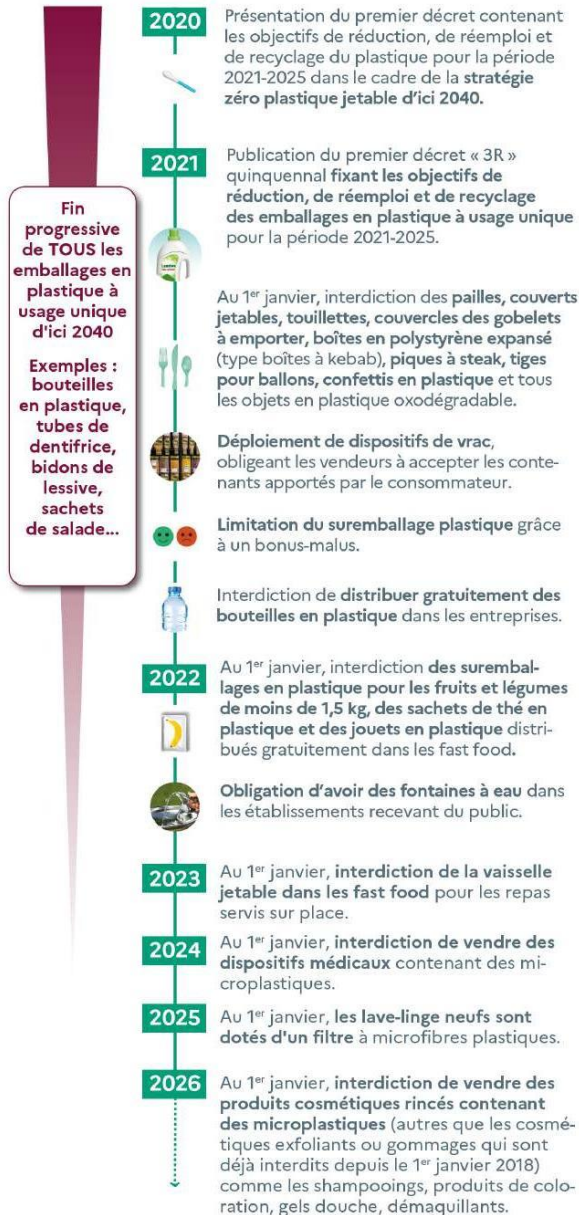 Fin
progressive
de TOUS les
emballages en
plastique à
usage unique
d'ici 2040
Exemples :
bouteilles
en plastique,
tubes de
dentifrice,
bidons de
lessive,
sachets
de salade...
2020
Présentation du premier décret contenant
les objectifs de réduction, de réemploi et
de recyclage du plastique pour la période
2021-2025 dans le cadre de la stratégie
zéro plastique jetable d'ici 2040.
2021
Publication du premier décret « 3R »
quinquennal fixant les objectifs de
réduction, de réemploi et de recyclage
des emballages en plastique à usage unique
pour la période 2021-2025.
Au 1er janvier, interdiction des pailles, couverts
jetables, touillettes, couvercles des gobelets
à emporter, boîtes en polystyrène expansé
(type boîtes à kebab), piques à steak, tiges
pour ballons, confettis en plastique et tous
les objets en plastique oxodégradable.
Déploiement de dispositifs de vrac,
obligeant les vendeurs à accepter les conte-
nants apportés par le consommateur.
Limitation du suremballage plastique grâce
à un bonus-malus.
Interdiction de distribuer gratuitement des
bouteilles en plastique dans les entreprises.
2022
Au 1er janvier, interdiction des surembal-
lages en plastique pour les fruits et légumes
de moins de 1,5 kg, des sachets de thé en
plastique et des jouets en plastique distri-
bués gratuitement dans les fast food.
Obligation d'avoir des fontaines à eau dans
les établissements recevant du public.
2023
Au 1er janvier, interdiction de la vaisselle
jetable dans les fast food pour les repas
servis sur place.
2024
Au 1er janvier, interdiction de vendre des
dispositifs médicaux contenant des mi-
croplastiques.
2025
Au 1er janvier, les lave-linge neufs sont
dotés d'un filtre à microfibres plastiques.
2026
Au 1er janvier, interdiction de vendre des
produits cosmétiques rincés contenant
des microplastiques (autres que les cosmé-
tiques exfoliants ou gommages qui sont
déjà interdits depuis le 1er janvier 2018)
comme les shampooings, produits de colo-
ration, gels douche, démaquillants.